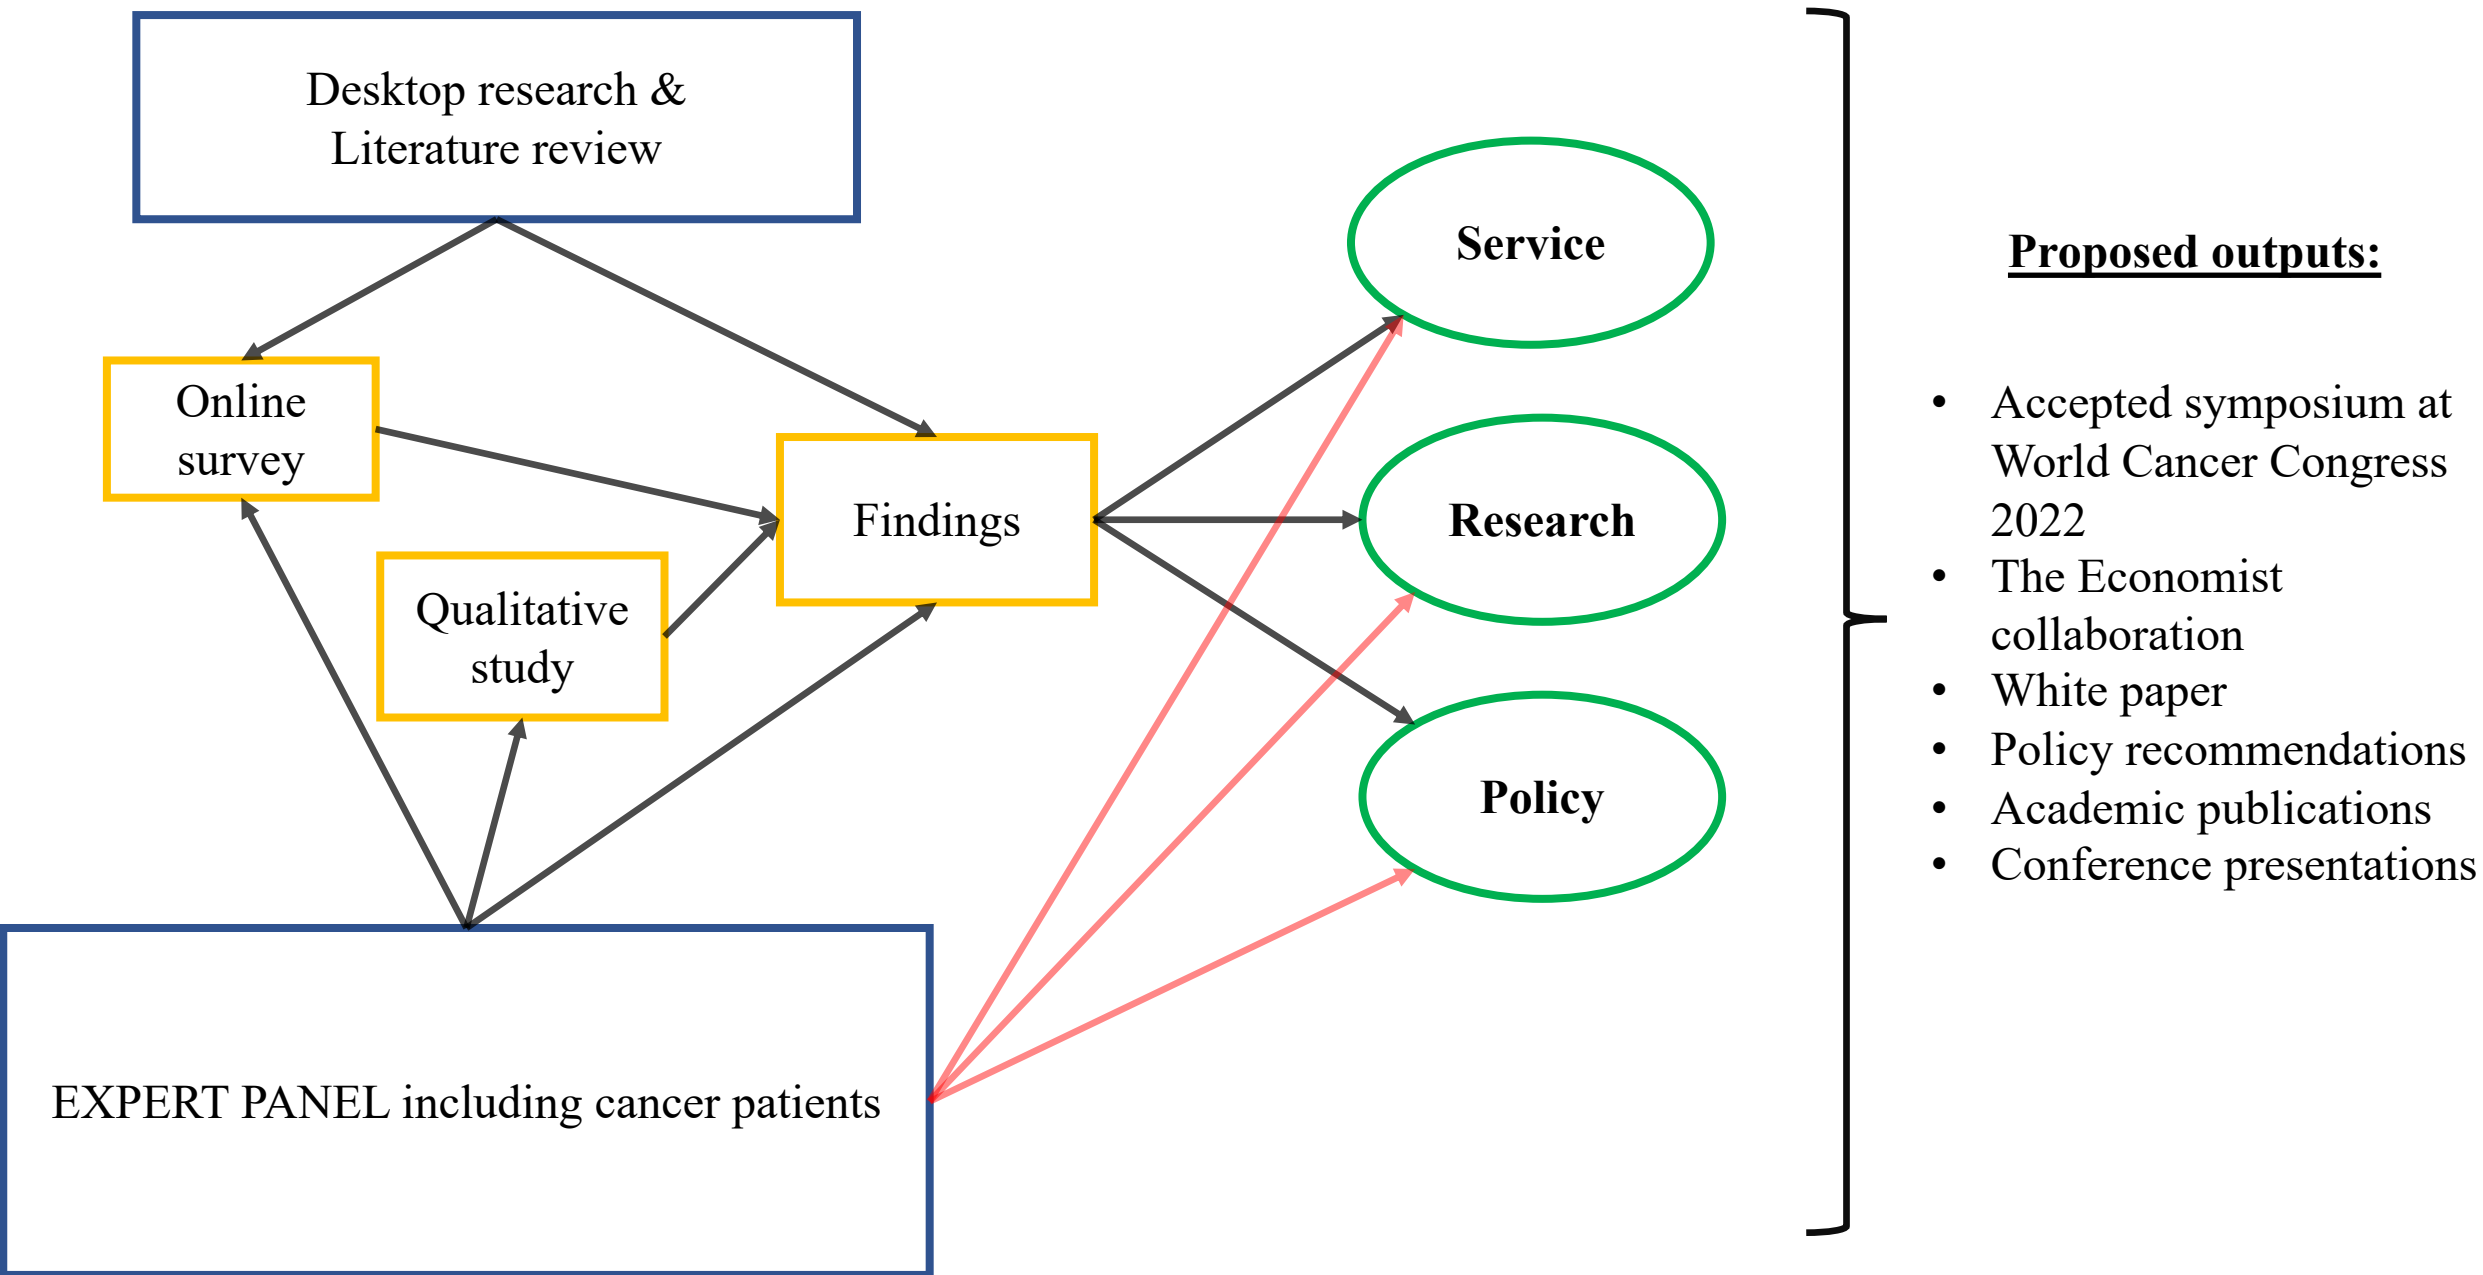 Desktop research &
Literature review
Online
survey
Qualitative
study
Findings
EXPERT PANEL including cancer patients
Service
Research
Policy
Proposed outputs:
• Accepted symposium at
World Cancer Congress
2022
• The Economist
collaboration
• White paper
• Policy recommendations
• Academic publications
• Conference presentations